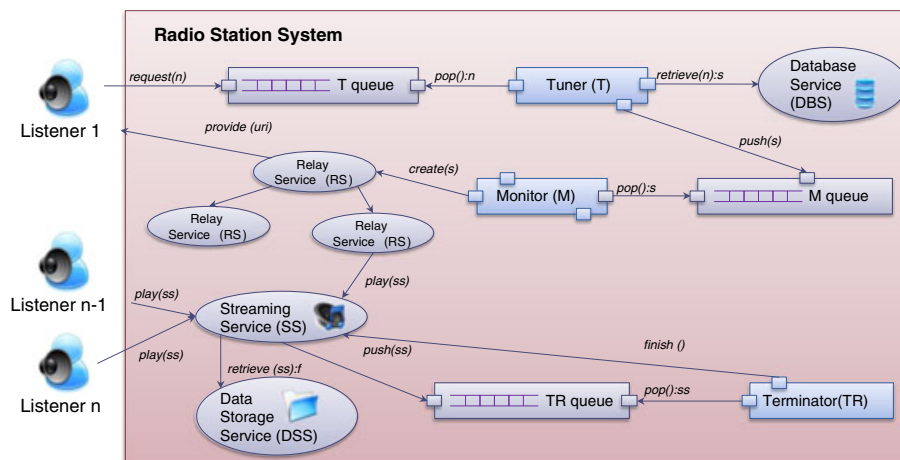 Radio Station System
request(n)
T queue
pop():n
Tuner (T)
retrieve(n):s
Database
Service
(DBS)
Listener 1
provide (uri)
push(s)
Relay
Service (RS)
create(s)
Monitor (M)
pop():s
M queue
Relay
Service (RS)
Relay
Service (RS)
Listener n-1
play(ss)
play(ss)
Streaming
Service (SS)
play(ss)
push(ss)
finish ()
Listener n
retrieve (ss):f
Data
Storage
Service (DSS)
TR queue
pop():ss
Terminator(TR)